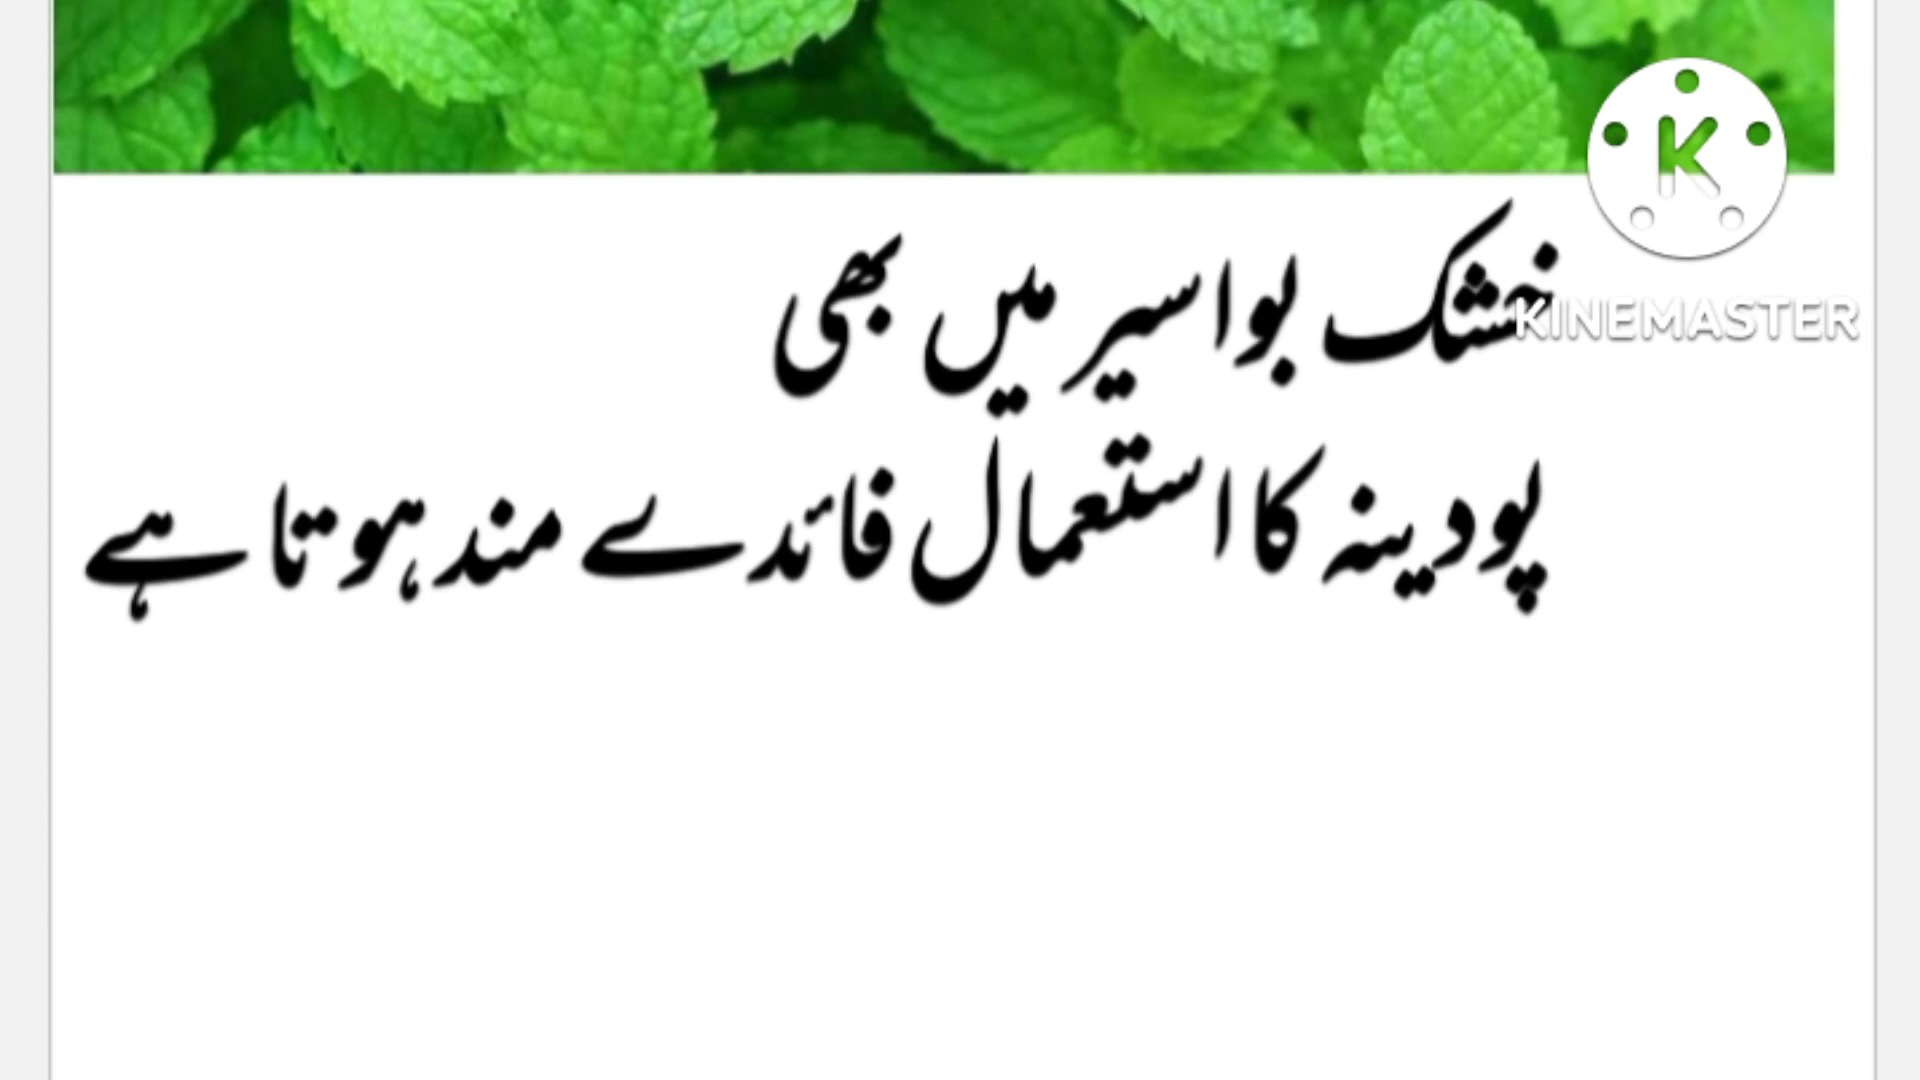 KINEMASTER
خشک بواسیر میں بھی
پودینہ کا استعمال فائدے مند ہوتا ہے